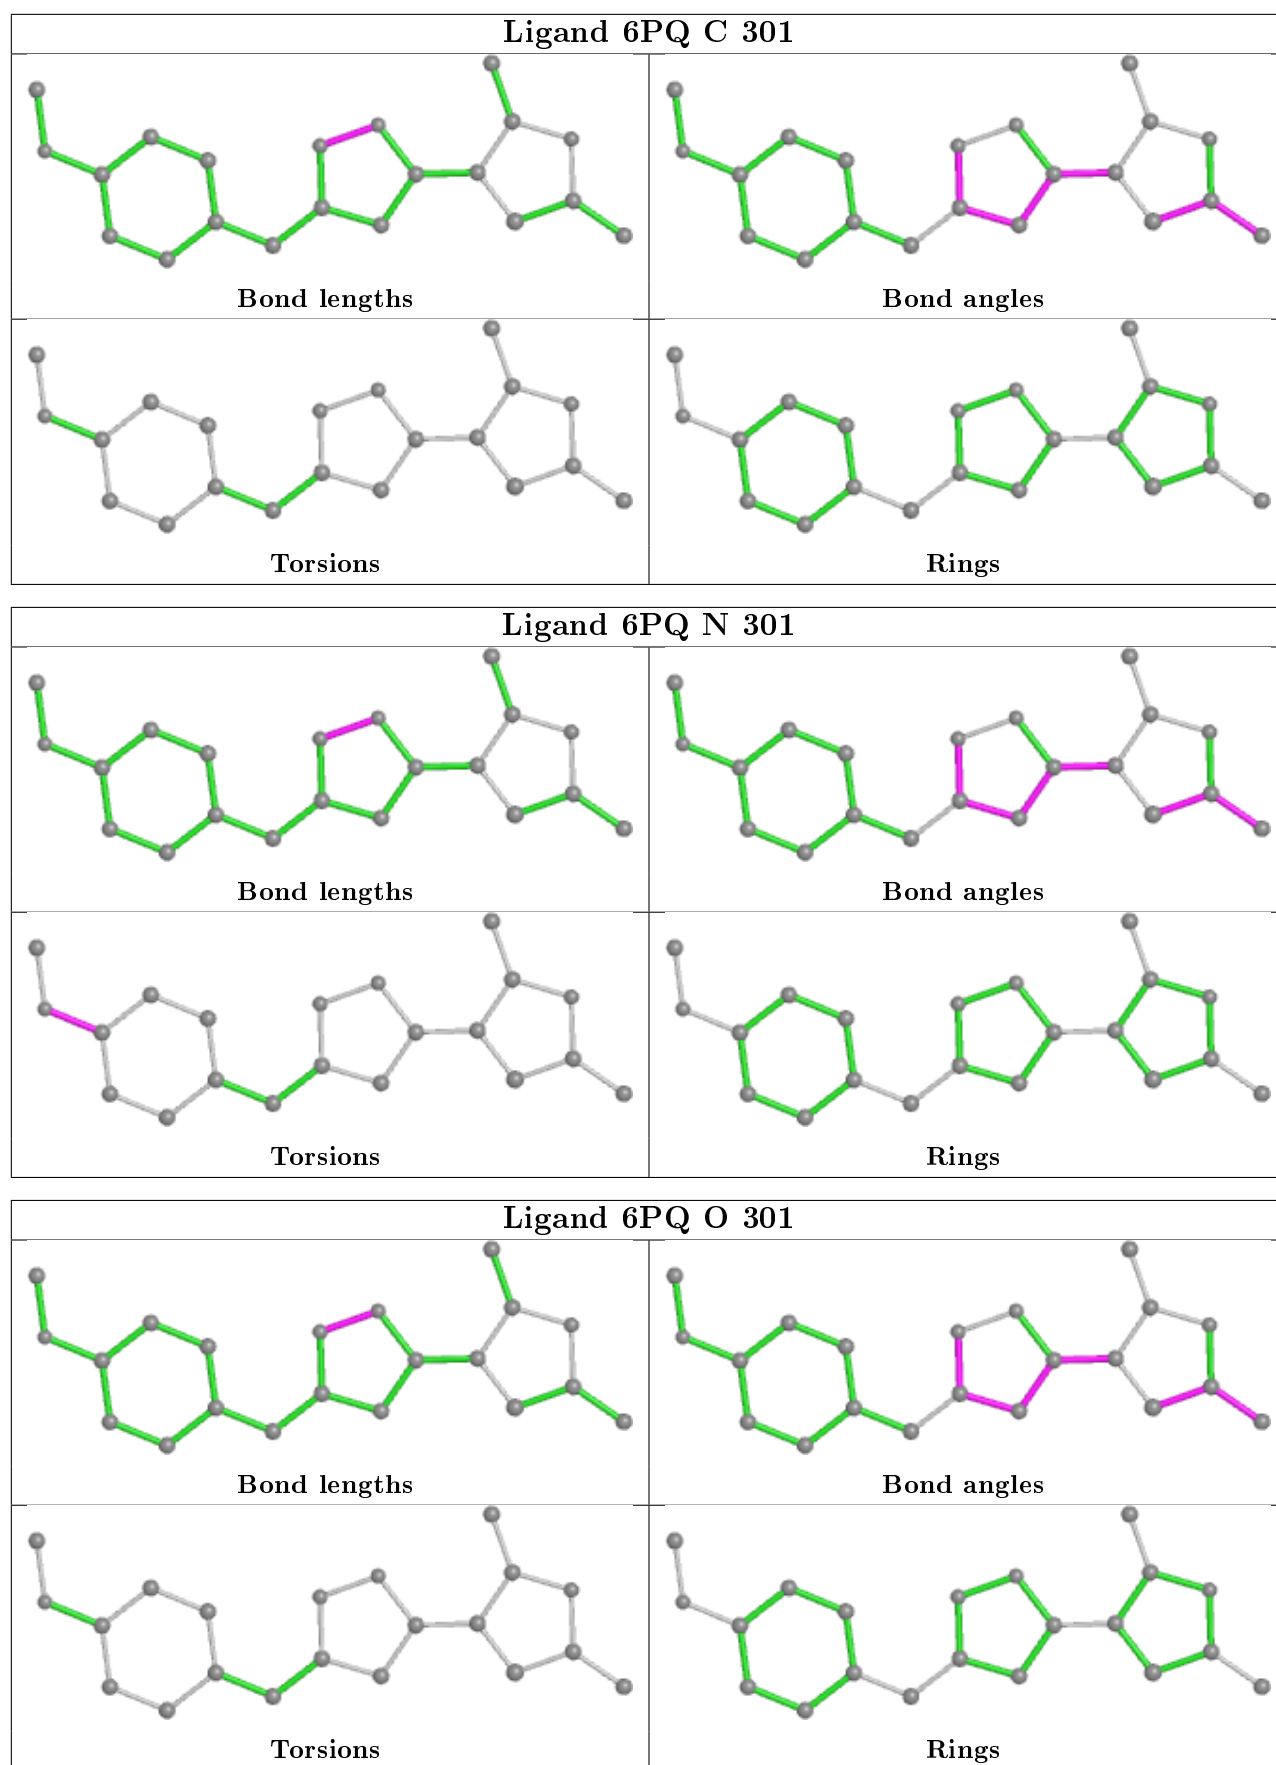 Ligand 6PQ C 301
Bond lengths
Bond angles
Torsions
Rings
Ligand 6PQ N 301
Bond lengths
Bond angles
Torsions
Rings
Ligand 6PQ O 301
Bond lengths
Bond angles
Torsions
Rings